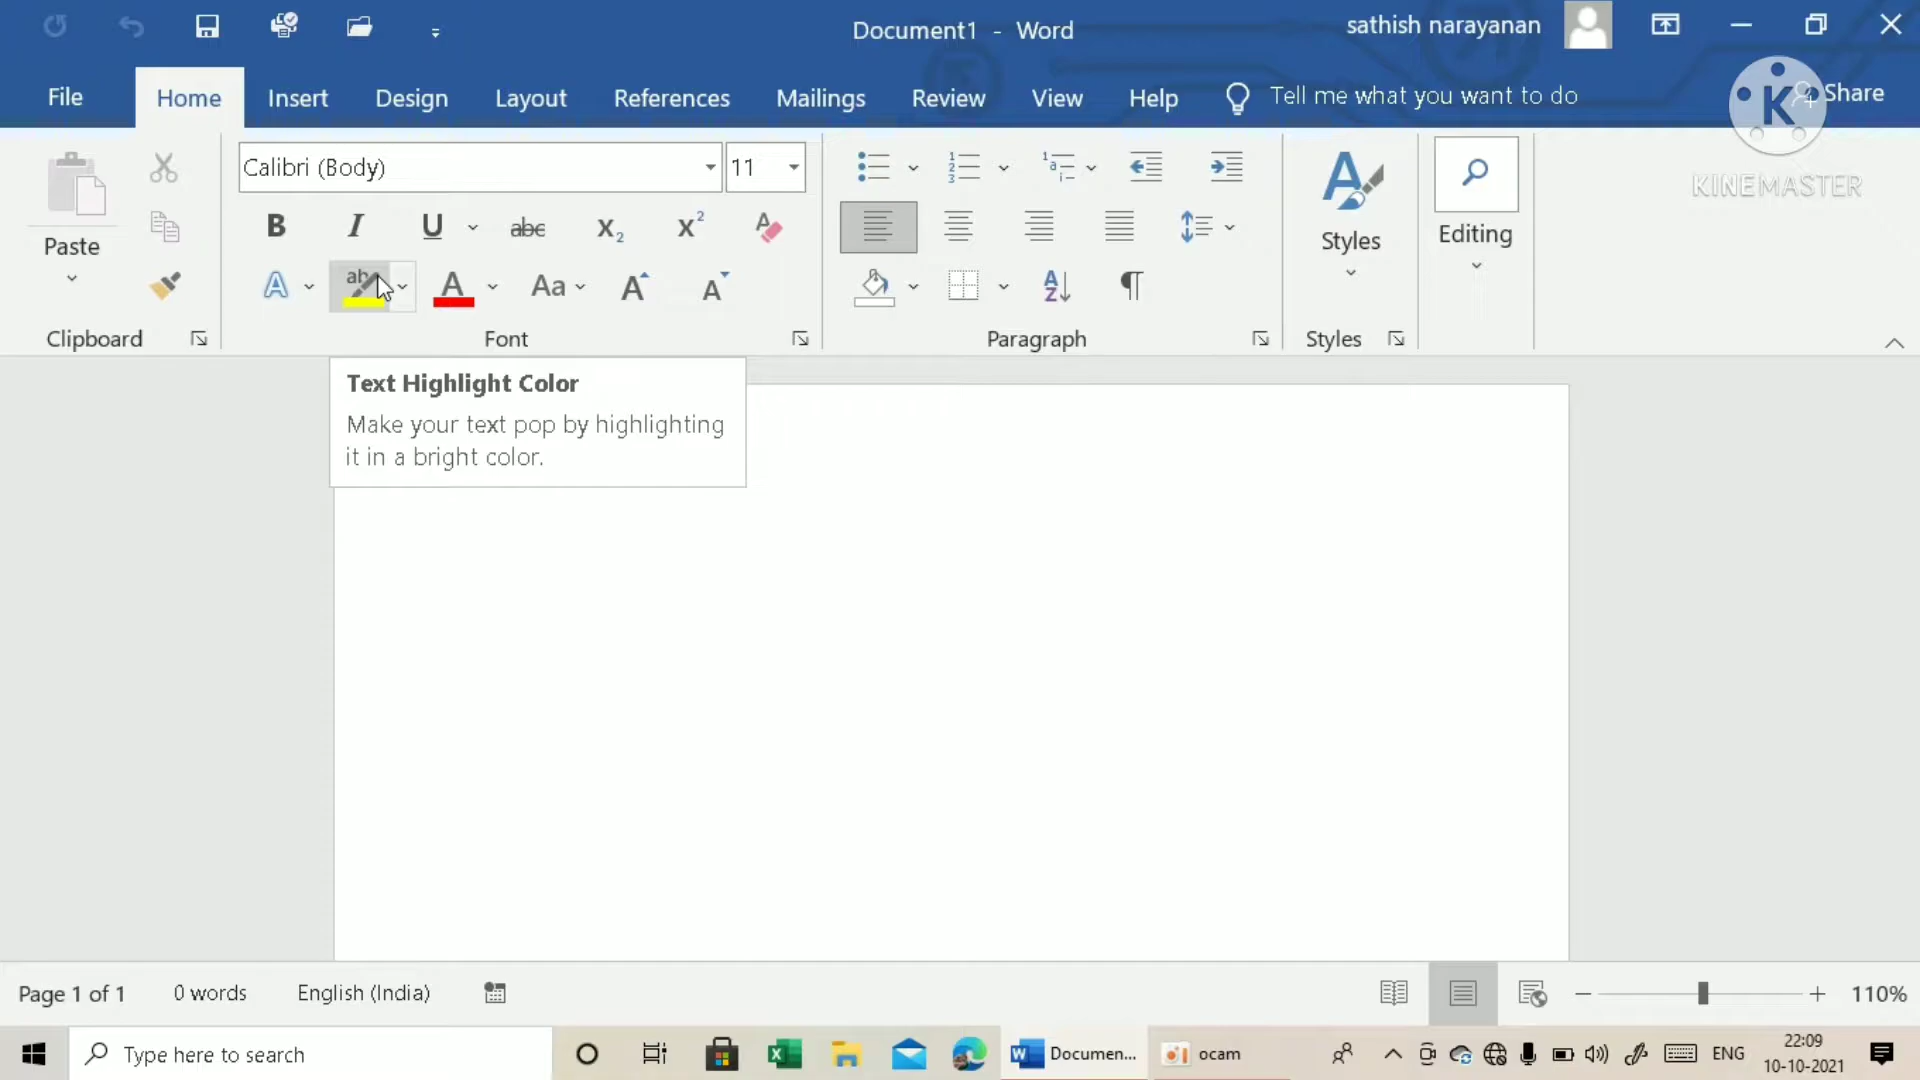 Document1 - Word
sathish narayanan
File
Home
Insert
Design
Layout
References
Mailings
Review
View
Help
Tell me what you want to do
Share
K
KINEMASTER
Paste
Clipboard
Calibri (Body)
11
B
I
U
abc
X₂
X²
A
ab
A
Aa
A
A
Font
Paragraph
Styles
Styles
Editing
Text Highlight Color
Make your text pop by highlighting
it in a bright color.
Page 1 of 1
0 words
English (India)
110%
Type here to search
Documen...
ocam
ENG
22:09
10-10-2021